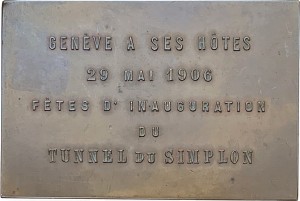 GENÈVE A SES HÔTES
29 MAI 1906
FÊTES D'INAUGURATION
DU
TUNNEL DU SIMPLON